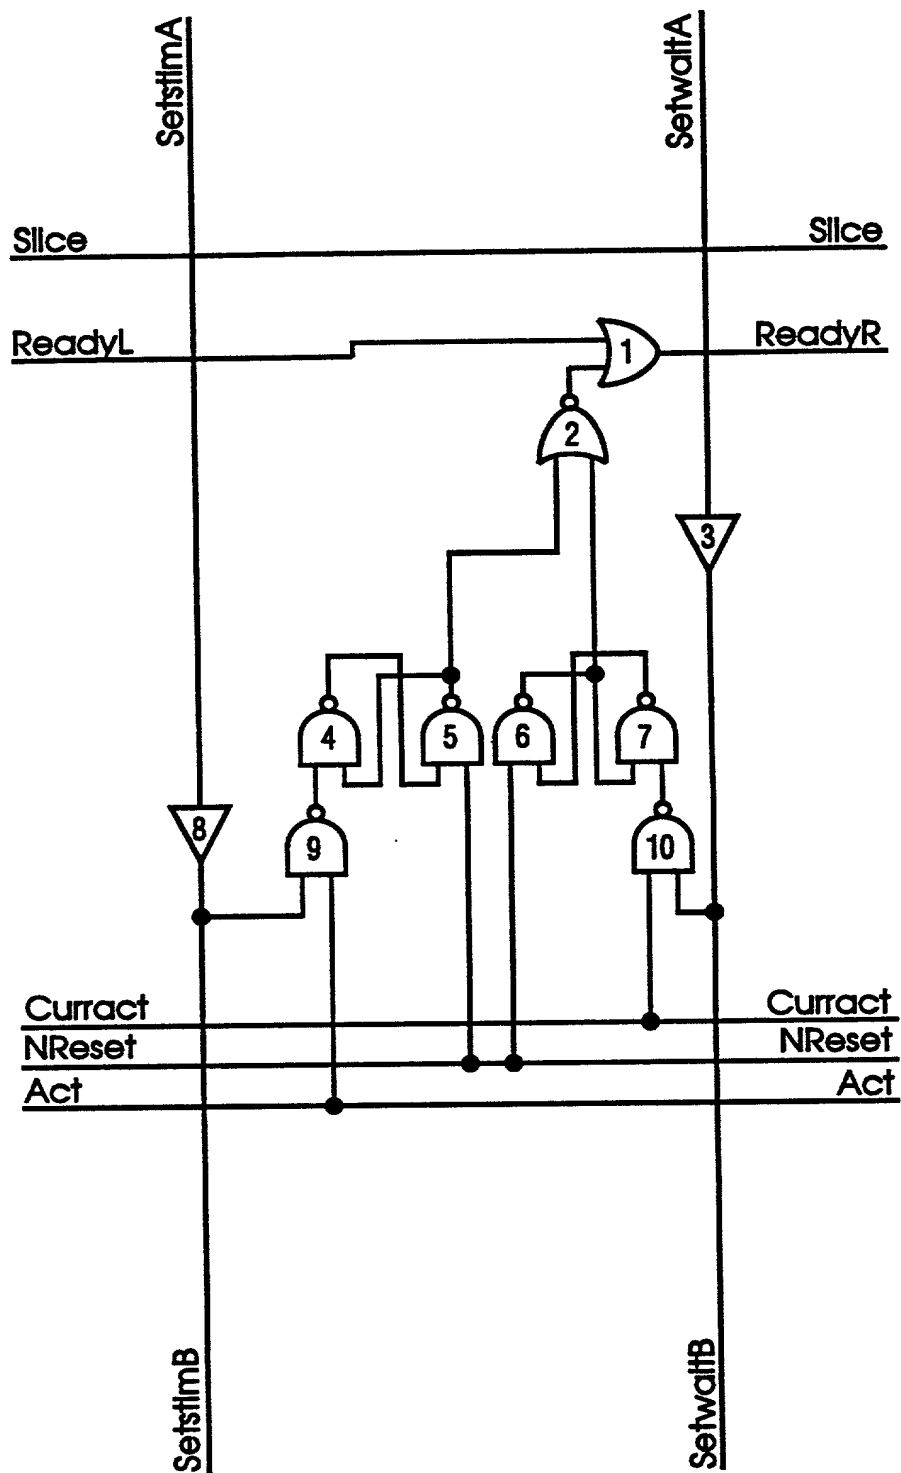 SetstimA
SetwaitA
Slice
Slice
ReadyL
ReadyR
1
2
3
4
5
6
7
8
9
10
Curract
Curract
NReset
NReset
Act
Act
SetstimB
SetwaitB